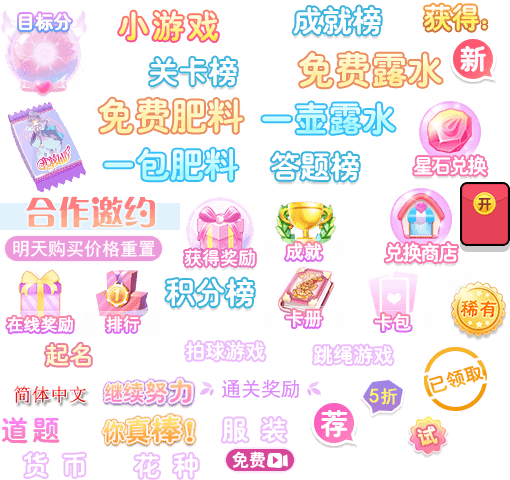 目标分
小游戏
成就榜
获得:
关卡榜
免费露水
新
免费肥料
一壶露水
一包肥料
答题榜
星石兑换
合作邀约
开
明天购买价格重置
获得奖励
成就
兑换商店
在线奖励
排行
积分榜
卡册
卡包
稀有
起名
拍球游戏
跳绳游戏
已领取
简体中文
继续努力
通关奖励
5折
道题
你真棒!
服装
荐
试
货币
花种
免费